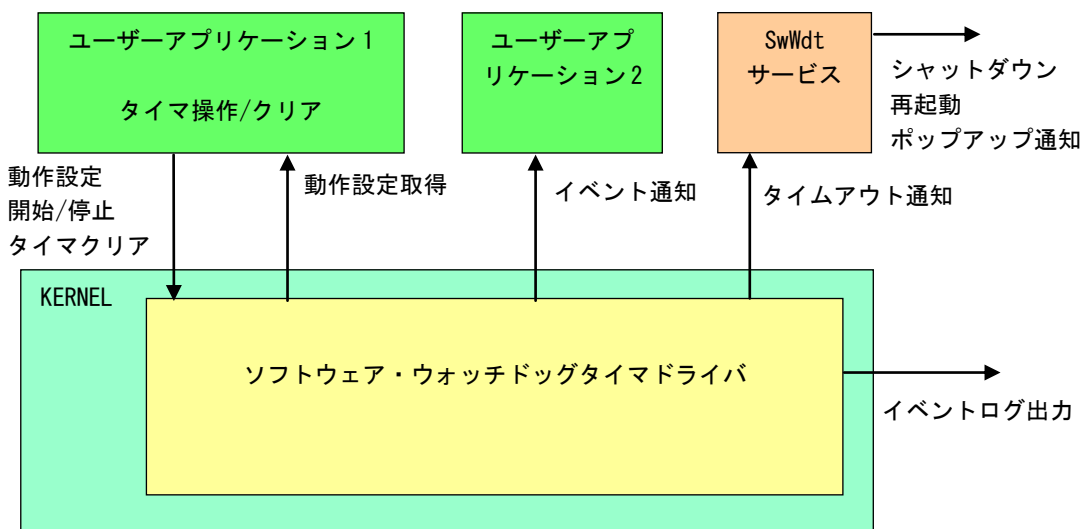 ユーザーアプリケーション1
タイマ操作/クリア
ユーザーアプ
リケーション2
SwWdt
サービス
シャットダウン
再起動
ポップアップ通知
動作設定
開始/停止
タイマクリア
動作設定取得
イベント通知
タイムアウト通知
KERNEL
ソフトウェア・ウォッチドッグタイマドライバ
イベントログ出力